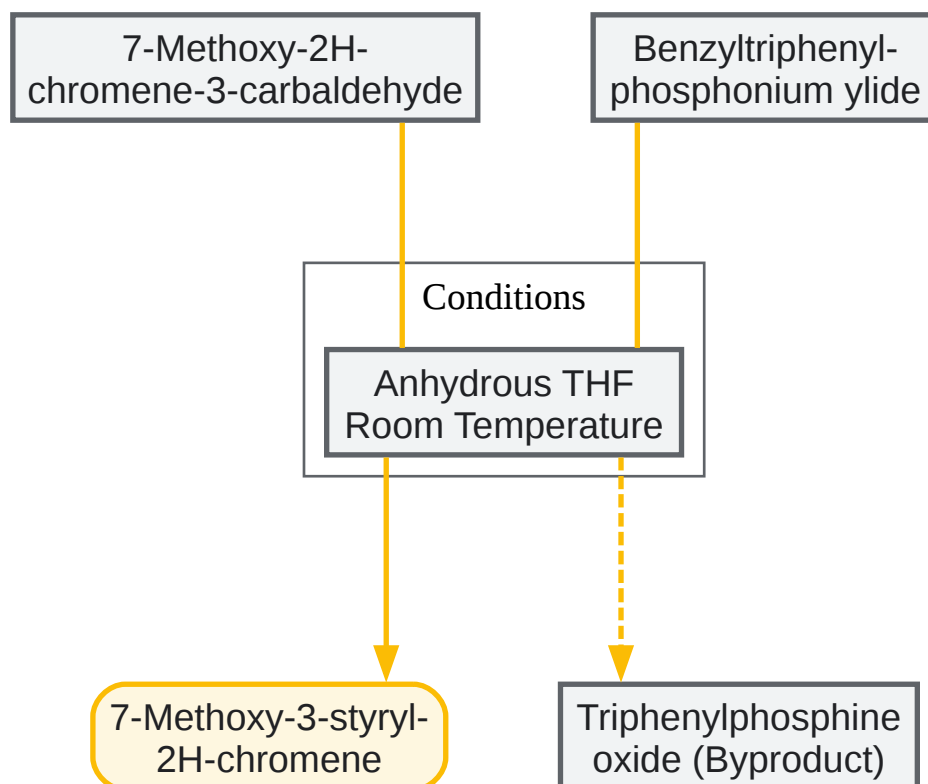 7-Methoxy-2H-
chromene-3-carbaldehyde
Benzyltriphenyl-
phosphonium ylide
Conditions
Anhydrous THF
Room Temperature
7-Methoxy-3-styryl-
2H-chromene
Triphenylphosphine
oxide (Byproduct)